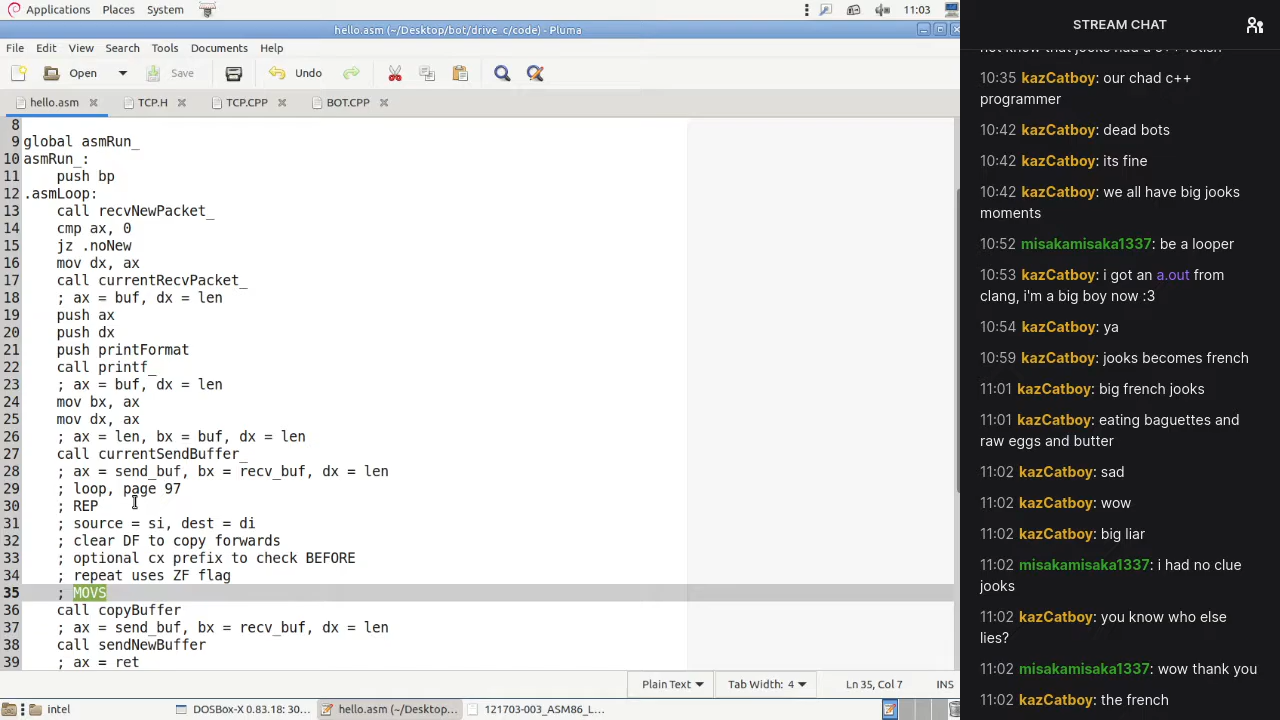 Applications Places System 11:03
hello.asm (~/Desktop/bot/drive_c/code) - Pluma
File Edit View Search Tools Documents Help
Open Save Undo
hello.asm TCP.H TCP.CPP BOT.CPP
8
9 global asmRun_
10 asmRun_:
11 push bp
12 .asmLoop:
13 call recvNewPacket_
14 cmp ax, 0
15 jz .noNew
16 mov dx, ax
17 call currentRecvPacket_
18 ; ax = buf, dx = len
19 push ax
20 push dx
21 push printFormat
22 call printf_
23 ; ax = buf, dx = len
24 mov bx, ax
25 mov dx, ax
26 ; ax = len, bx = buf, dx = len
27 call currentSendBuffer_
28 ; ax = send_buf, bx = recv_buf, dx = len
29 ; loop, page 97
30 ; REP
31 ; source = si, dest = di
32 ; clear DF to copy forwards
33 ; optional cx prefix to check BEFORE
34 ; repeat uses ZF flag
35 ; MOVS
36 call copyBuffer
37 ; ax = send_buf, bx = recv_buf, dx = len
38 call sendNewBuffer
39 ; ax = ret
Plain Text Tab Width: 4 Ln 35, Col 7 INS
intel DOSBox-X 0.83.18: 30... hello.asm (~/Desktop... 121703-003_ASM86_L...
STREAM CHAT
10:35 kazCatboy: our chad c++
programmer
10:42 kazCatboy: dead bots
10:42 kazCatboy: its fine
10:42 kazCatboy: we all have big jooks
moments
10:52 misakamisaka1337: be a looper
10:53 kazCatboy: i got an a.out from
clang, i'm a big boy now :3
10:54 kazCatboy: ya
10:59 kazCatboy: jooks becomes french
11:01 kazCatboy: big french jooks
11:01 kazCatboy: eating baguettes and
raw eggs and butter
11:02 kazCatboy: sad
11:02 kazCatboy: wow
11:02 kazCatboy: big liar
11:02 misakamisaka1337: i had no clue
jooks
11:02 kazCatboy: you know who else
lies?
11:02 misakamisaka1337: wow thank you
11:02 kazCatboy: the french